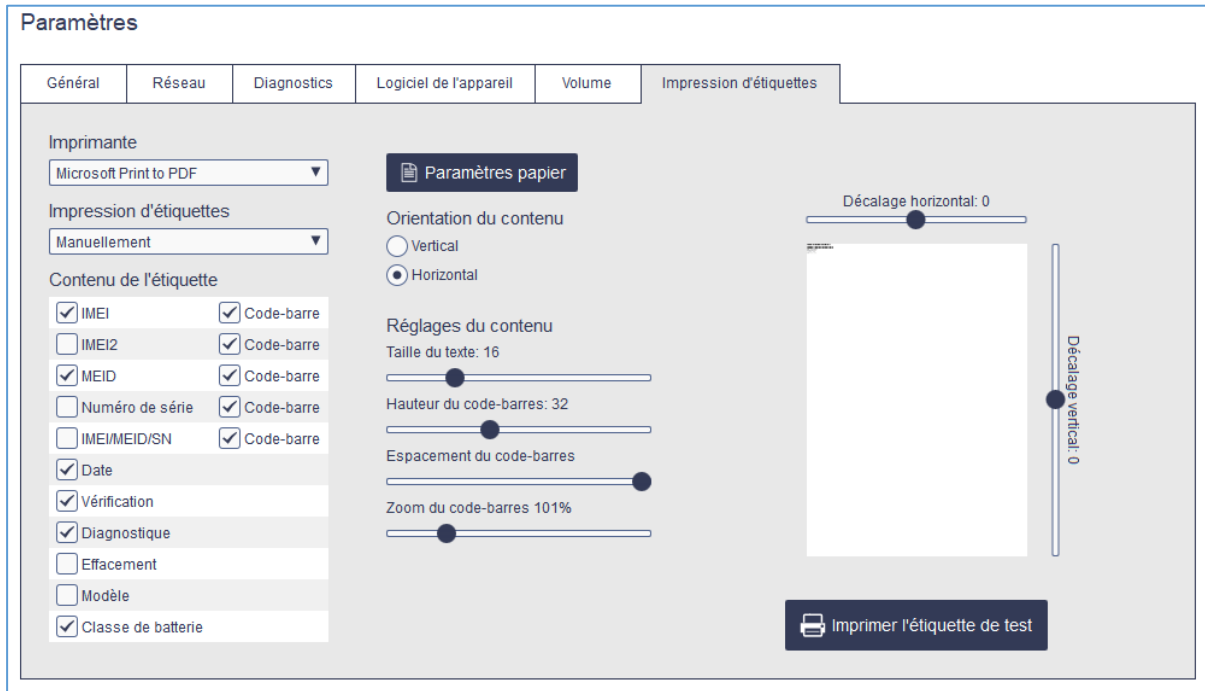 Paramètres
Général Réseau Diagnostics Logiciel de l'appareil Volume Impression d'étiquettes
Imprimante
Microsoft Print to PDF
Impression d'étiquettes
Manuellement
Contenu de l'étiquette
IMEI Code-barre
IMEI2 Code-barre
MEID Code-barre
Numéro de série Code-barre
IMEI/MEID/SN Code-barre
Date
Vérification
Diagnostique
Effacement
Modèle
Classe de batterie
Paramètres papier
Orientation du contenu
Vertical
Horizontal
Réglages du contenu
Taille du texte: 16
Hauteur du code-barres: 32
Espacement du code-barres
Zoom du code-barres 101%
Décalage horizontal: 0
Décalage vertical: 0
Imprimer l'étiquette de test